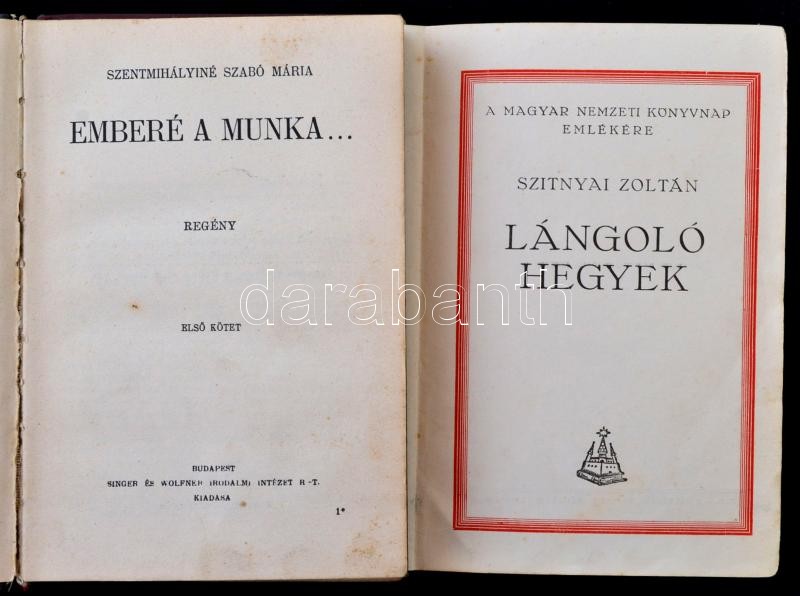 SZENTMIHÁLYINÉ SZABÓ MÁRIA
EMBERÉ A MUNKA...
REGÉNY
ELSŐ KÖTET
BUDAPEST
SINGER ÉS WOLFNER IRODALMI INTÉZET R.-T.
KIADÁSA
1*
A MAGYAR NEMZETI KÖNYVNAP
EMLÉKÉRE
SZITNYAI ZOLTÁN
LÁNGOLÓ
HEGYEK
darabanth